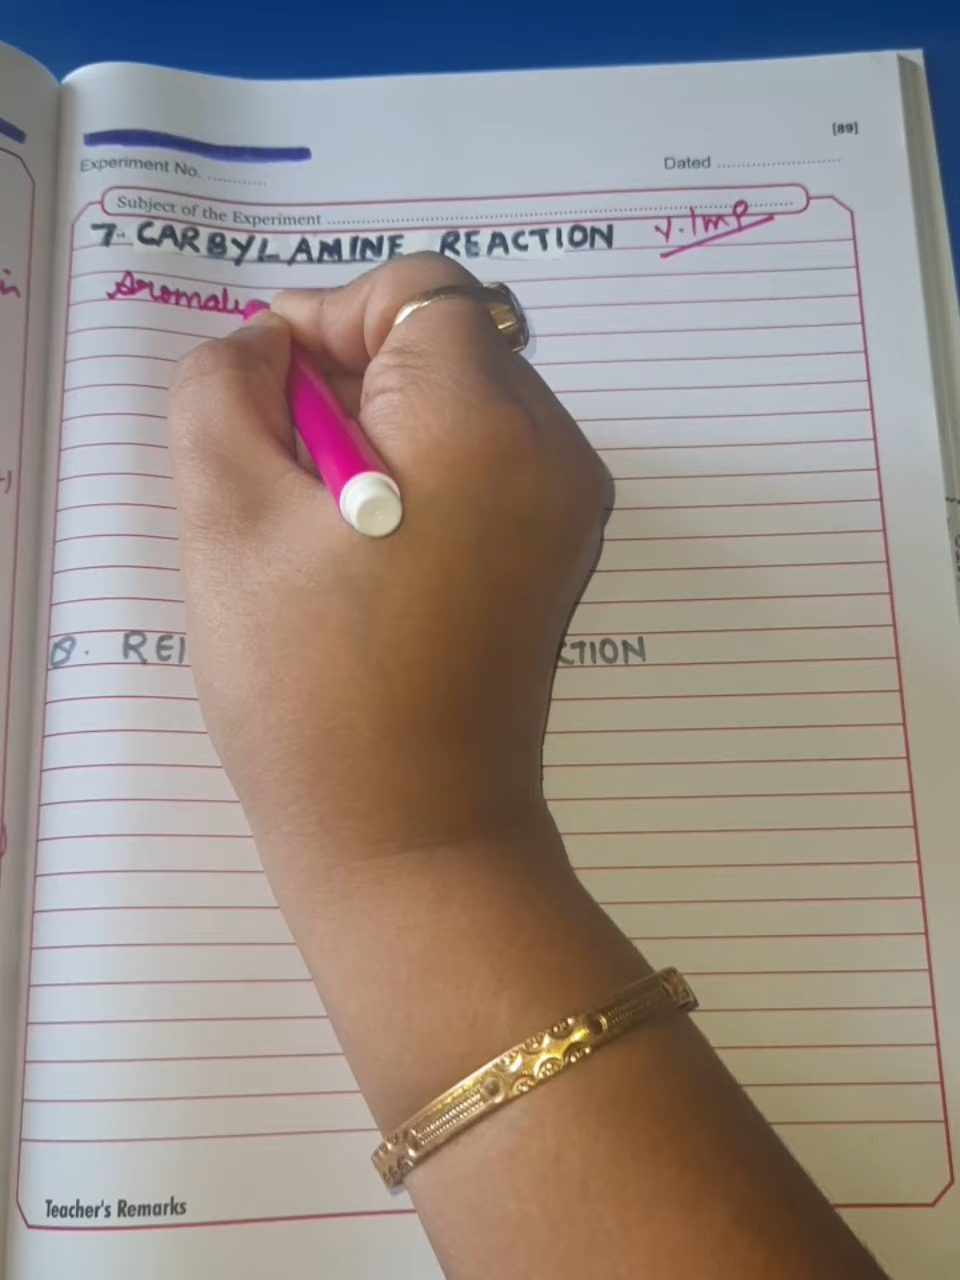 [89]
Experiment No. ............ Dated ........................
Subject of the Experiment ........................
7. CARBYLAMINE REACTION V.Imp
Aromati
8. REI CTION
Teacher's Remarks